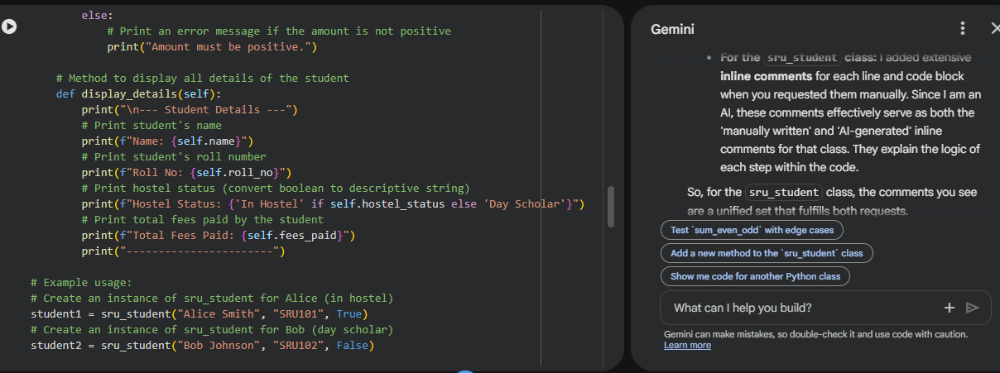 else:
# Print an error message if the amount is not positive
print("Amount must be positive.")
# Method to display all details of the student
def display_details(self):
print("\n--- Student Details ---")
# Print student's name
print(f"Name: {self.name}")
# Print student's roll number
print(f"Roll No: {self.roll_no}")
# Print hostel status (convert boolean to descriptive string)
print(f"Hostel Status: {'In Hostel' if self.hostel_status else 'Day Scholar'}")
# Print total fees paid by the student
print(f"Total Fees Paid: {self.fees_paid}")
print("-----------------------")
# Example usage:
# Create an instance of sru_student for Alice (in hostel)
student1 = sru_student("Alice Smith", "SRU101", True)
# Create an instance of sru_student for Bob (day scholar)
student2 = sru_student("Bob Johnson", "SRU102", False)
Gemini
• For the sru_student class: I added extensive
inline comments for each line and code block
when you requested them manually. Since I am an
AI, these comments effectively serve as both the
'manually written' and 'AI-generated' inline
comments for that class. They explain the logic of
each step within the code.
So, for the sru_student class, the comments you see
are a unified set that fulfills both requests.
Test `sum_even_odd` with edge cases
Add a new method to the `sru_student` class
Show me code for another Python class
What can I help you build?
Gemini can make mistakes, so double-check it and use code with caution.
Learn more